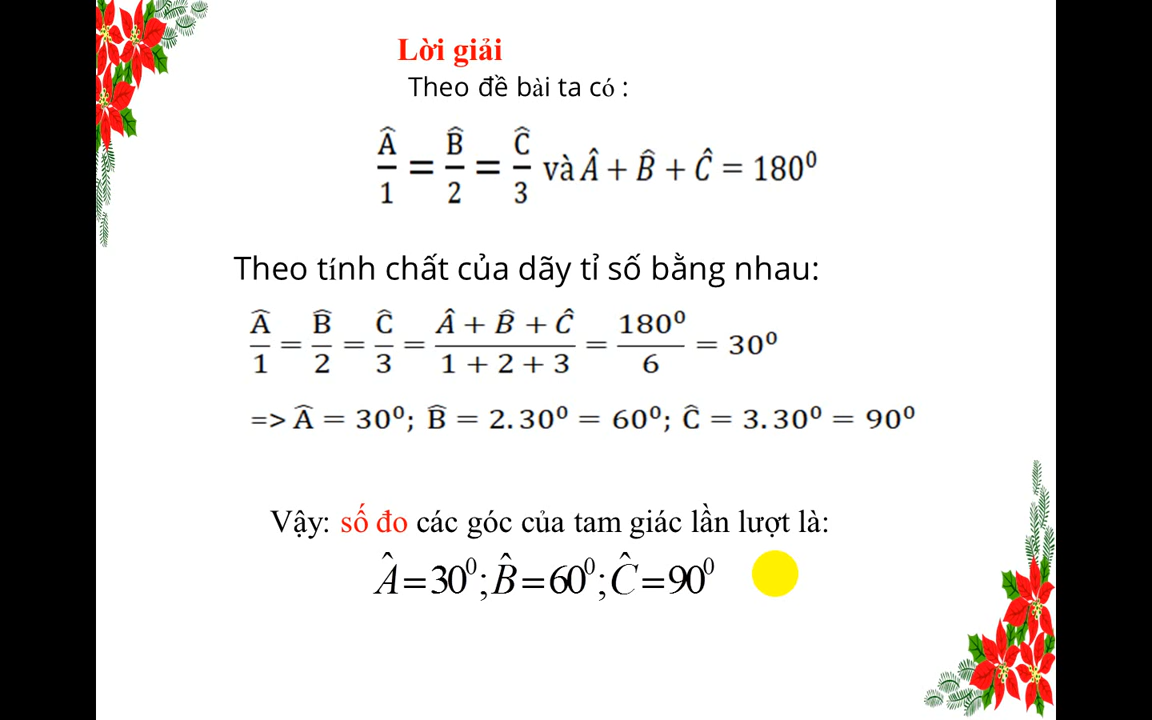 Lời giải
Theo đề bài ta có :
Â/1 = B̂/2 = Ĉ/3 và Â + B̂ + Ĉ = 180⁰
Theo tính chất của dãy tỉ số bằng nhau:
Â/1 = B̂/2 = Ĉ/3 = (Â + B̂ + Ĉ)/(1 + 2 + 3) = 180⁰/6 = 30⁰
=> Â = 30⁰; B̂ = 2.30⁰ = 60⁰; Ĉ = 3.30⁰ = 90⁰
Vậy: số đo các góc của tam giác lần lượt là:
Â=30⁰;B̂=60⁰;Ĉ=90⁰